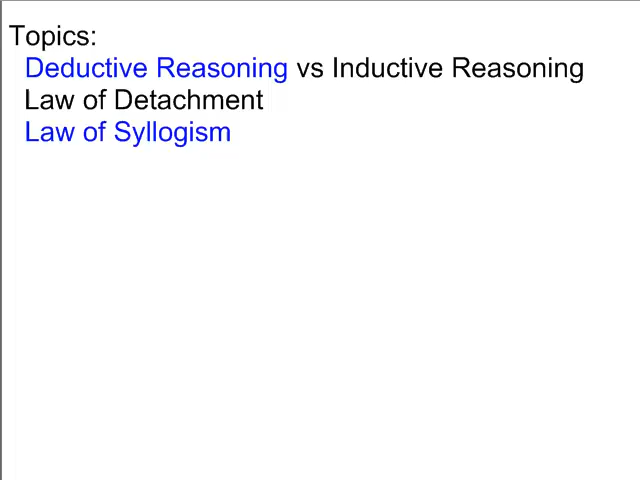 Topics:
Deductive Reasoning vs Inductive Reasoning
Law of Detachment
Law of Syllogism